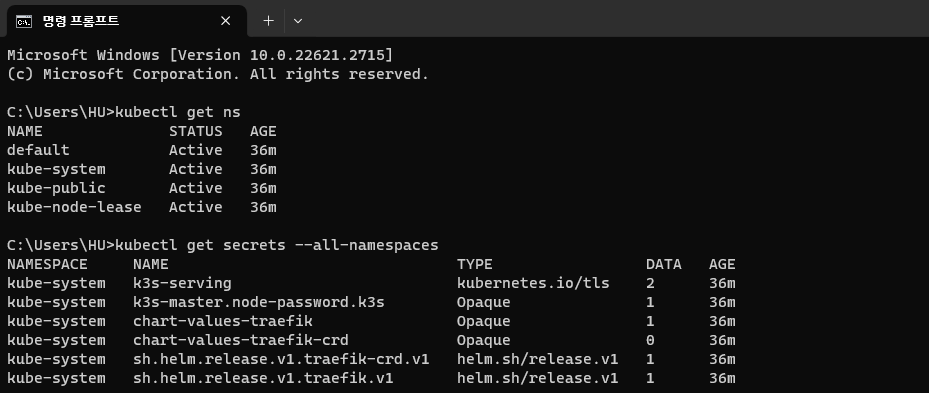 명령 프롬프트
Microsoft Windows [Version 10.0.22621.2715]
(c) Microsoft Corporation. All rights reserved.
C:\Users\HU>kubectl get ns
NAME STATUS AGE
default Active 36m
kube-system Active 36m
kube-public Active 36m
kube-node-lease Active 36m
C:\Users\HU>kubectl get secrets --all-namespaces
NAMESPACE NAME TYPE DATA AGE
kube-system k3s-serving kubernetes.io/tls 2 36m
kube-system k3s-master.node-password.k3s Opaque 1 36m
kube-system chart-values-traefik Opaque 1 36m
kube-system chart-values-traefik-crd Opaque 0 36m
kube-system sh.helm.release.v1.traefik-crd.v1 helm.sh/release.v1 1 36m
kube-system sh.helm.release.v1.traefik.v1 helm.sh/release.v1 1 36m